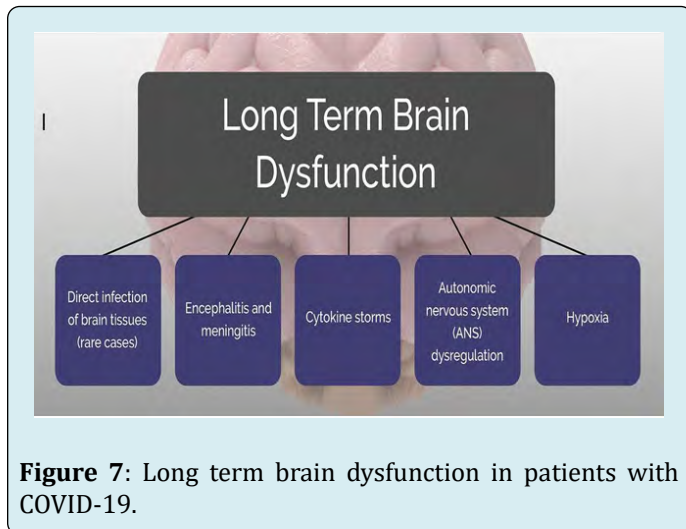 l
Long Term Brain
Dysfunction
Direct infection
of brain tissues
(rare cases)
Encephalitis and
meningitis
Cytokine storms
Autonomic
nervous system
(ANS)
dysregulation
Hypoxia
Figure 7: Long term brain dysfunction in patients with
COVID-19.